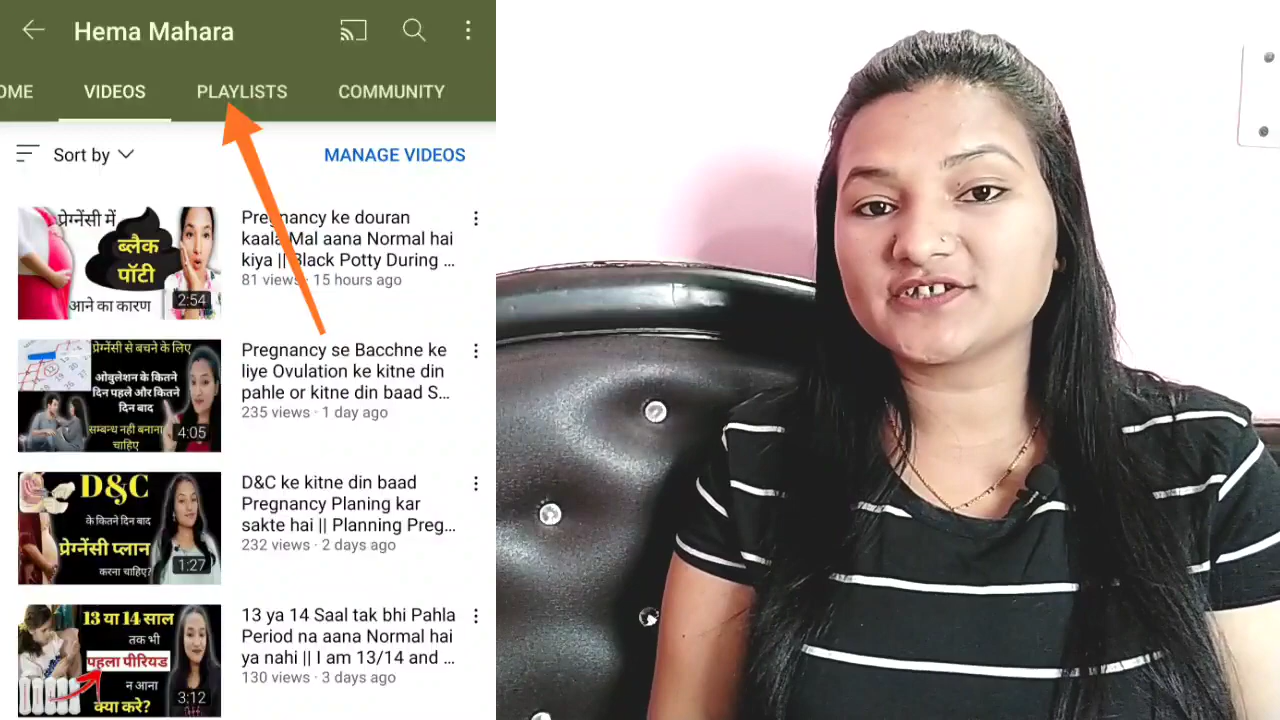 Hema Mahara
OME VIDEOS PLAYLISTS COMMUNITY
Sort by MANAGE VIDEOS
प्रेग्नेंसी में
ब्लैक
पॉटी
आने का कारण
2:54
Pregnancy ke douran
kaala Mal aana Normal hai
kiya || Black Potty During ...
81 views · 15 hours ago
प्रेग्नेंसी से बचने के लिए
ओवुलेशन के कितने
दिन पहले और कितने
दिन बाद
सम्बन्ध नही बनाना
चाहिए
4:05
Pregnancy se Bacchne ke
liye Ovulation ke kitne din
pahle or kitne din baad S...
235 views · 1 day ago
D&C
के कितने दिन बाद
प्रेग्नेंसी प्लान
करना चाहिए?
1:27
D&C ke kitne din baad
Pregnancy Planing kar
sakte hai || Planning Preg...
232 views · 2 days ago
13 या 14 साल
तक भी
पहला पीरियड
न आना
क्या करे?
3:12
13 ya 14 Saal tak bhi Pahla
Period na aana Normal hai
ya nahi || I am 13/14 and ...
130 views · 3 days ago